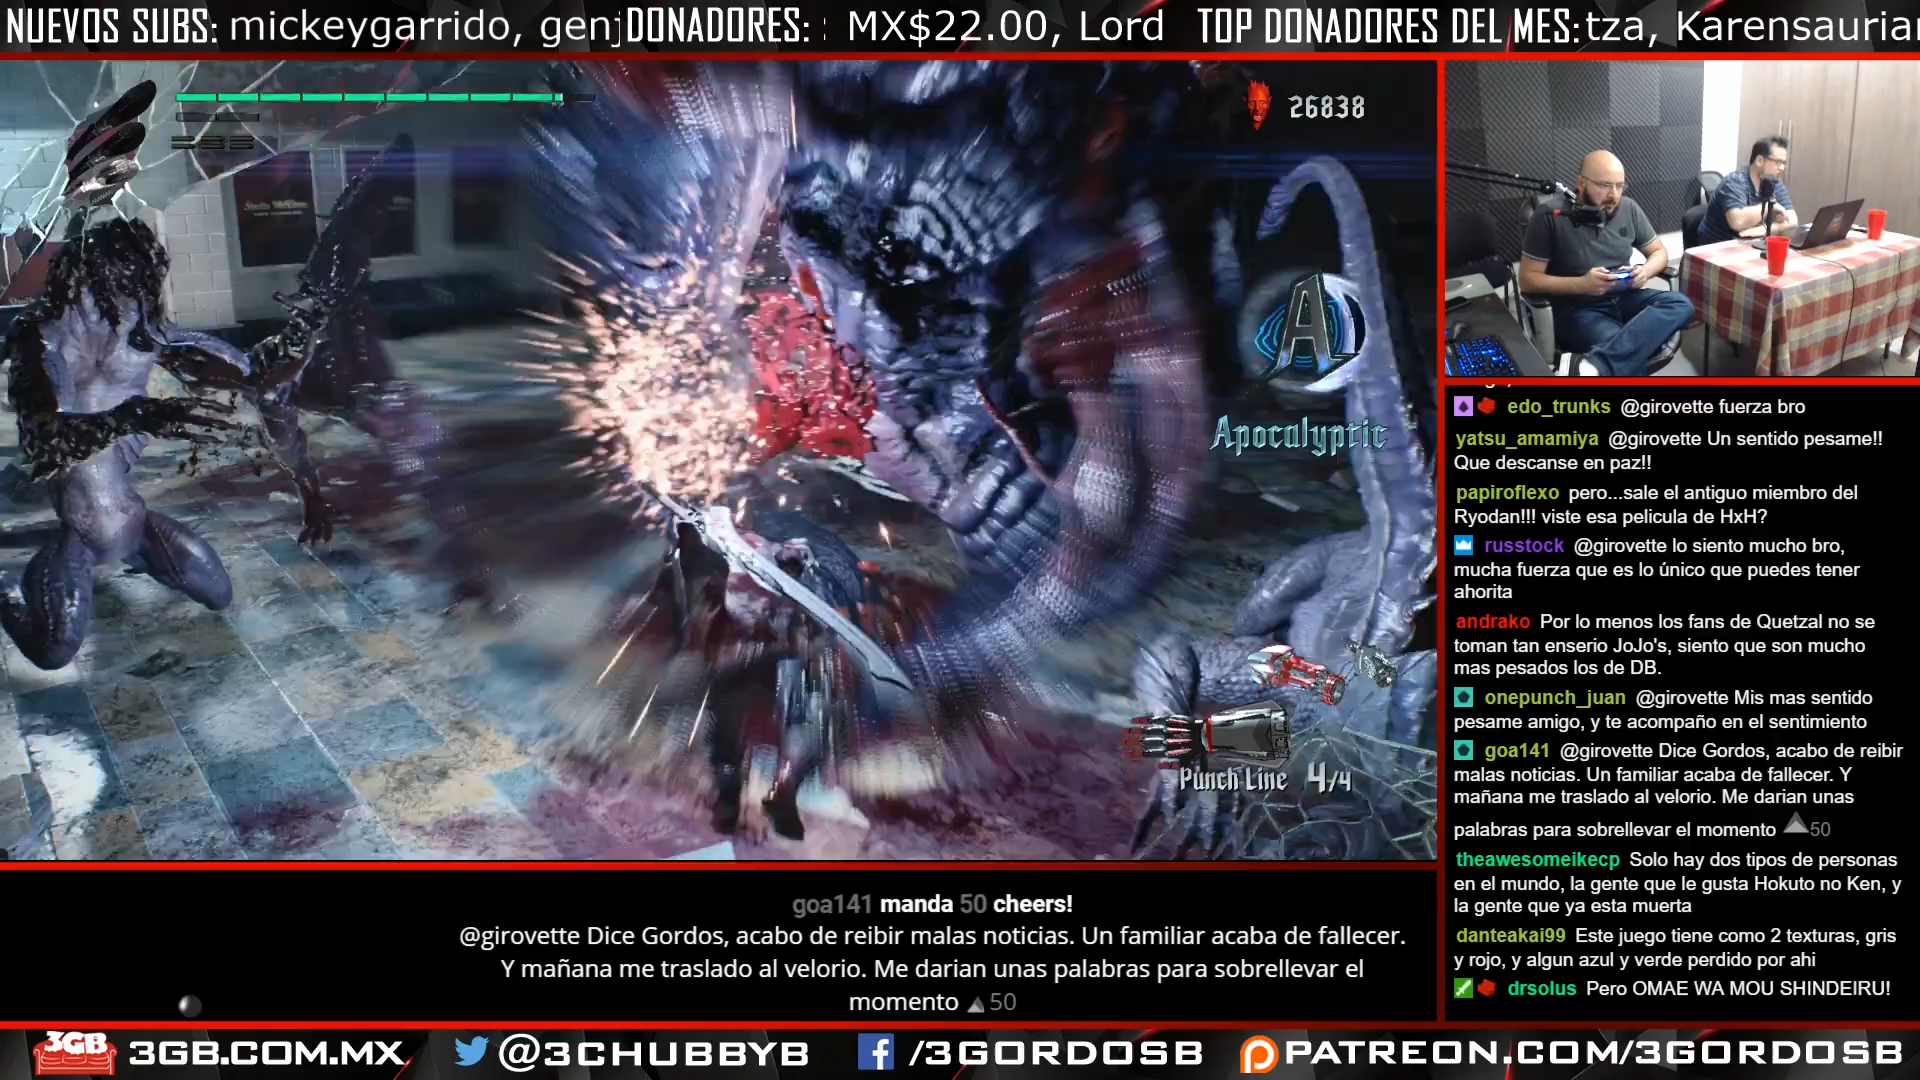 NUEVOS SUBS: mickeygarrido, genj
DONADORES: MX$22.00, Lord
TOP DONADORES DEL MES: tza, Karensaurian
26838
A
Apocalyptic
Punch Line 4/4
edo_trunks @girovette fuerza bro
yatsu_amamiya @girovette Un sentido pesame!!
Que descanse en paz!!
papiroflexo pero...sale el antiguo miembro del
Ryodan!!! viste esa pelicula de HxH?
russtock @girovette lo siento mucho bro,
mucha fuerza que es lo único que puedes tener
ahorita
andrako Por lo menos los fans de Quetzal no se
toman tan enserio JoJo's, siento que son mucho
mas pesados los de DB.
onepunch_juan @girovette Mis mas sentido
pesame amigo, y te acompaño en el sentimiento
goa141 @girovette Dice Gordos, acabo de reibir
malas noticias. Un familiar acaba de fallecer. Y
mañana me traslado al velorio. Me darian unas
palabras para sobrellevar el momento 50
theawesomeikecp Solo hay dos tipos de personas
en el mundo, la gente que le gusta Hokuto no Ken, y
la gente que ya esta muerta
danteakai99 Este juego tiene como 2 texturas, gris
y rojo, y algun azul y verde perdido por ahi
drsolus Pero OMAE WA MOU SHINDEIRU!
goa141 manda 50 cheers!
@girovette Dice Gordos, acabo de reibir malas noticias. Un familiar acaba de fallecer.
Y mañana me traslado al velorio. Me darian unas palabras para sobrellevar el
momento 50
3GB 3GB.COM.MX @3CHUBBYB /3GORDOSB PATREON.COM/3GORDOSB